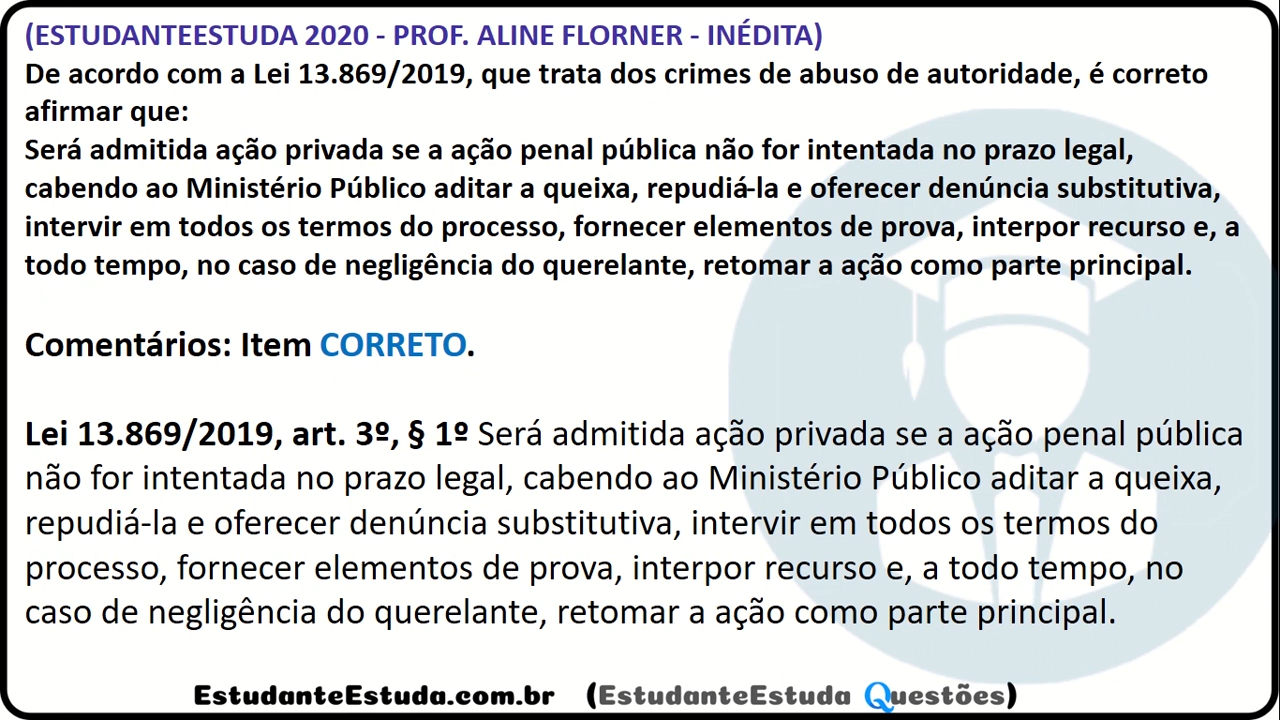 (ESTUDANTEESTUDA 2020 - PROF. ALINE FLORNER - INÉDITA)
De acordo com a Lei 13.869/2019, que trata dos crimes de abuso de autoridade, é correto
afirmar que:
Será admitida ação privada se a ação penal pública não for intentada no prazo legal,
cabendo ao Ministério Público aditar a queixa, repudiá-la e oferecer denúncia substitutiva,
intervir em todos os termos do processo, fornecer elementos de prova, interpor recurso e, a
todo tempo, no caso de negligência do querelante, retomar a ação como parte principal.
Comentários: Item CORRETO.
Lei 13.869/2019, art. 3º, § 1º Será admitida ação privada se a ação penal pública
não for intentada no prazo legal, cabendo ao Ministério Público aditar a queixa,
repudiá-la e oferecer denúncia substitutiva, intervir em todos os termos do
processo, fornecer elementos de prova, interpor recurso e, a todo tempo, no
caso de negligência do querelante, retomar a ação como parte principal.
EstudanteEstuda.com.br (EstudanteEstuda Questões)